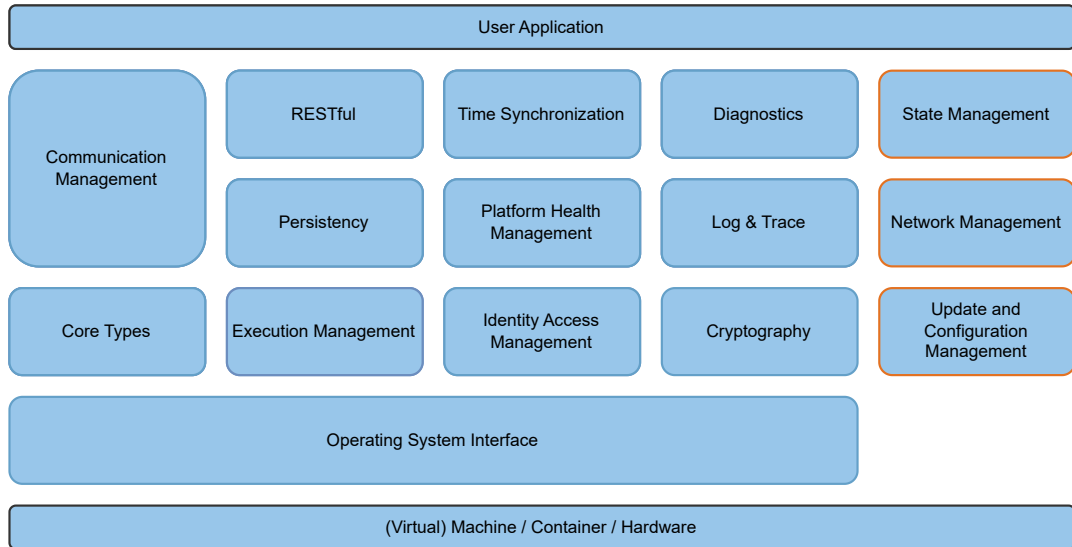 User Application
Communication
Management
RESTful
Time Synchronization
Diagnostics
State Management
Persistency
Platform Health
Management
Log & Trace
Network Management
Core Types
Execution Management
Identity Access
Management
Cryptography
Update and
Configuration
Management
Operating System Interface
(Virtual) Machine / Container / Hardware